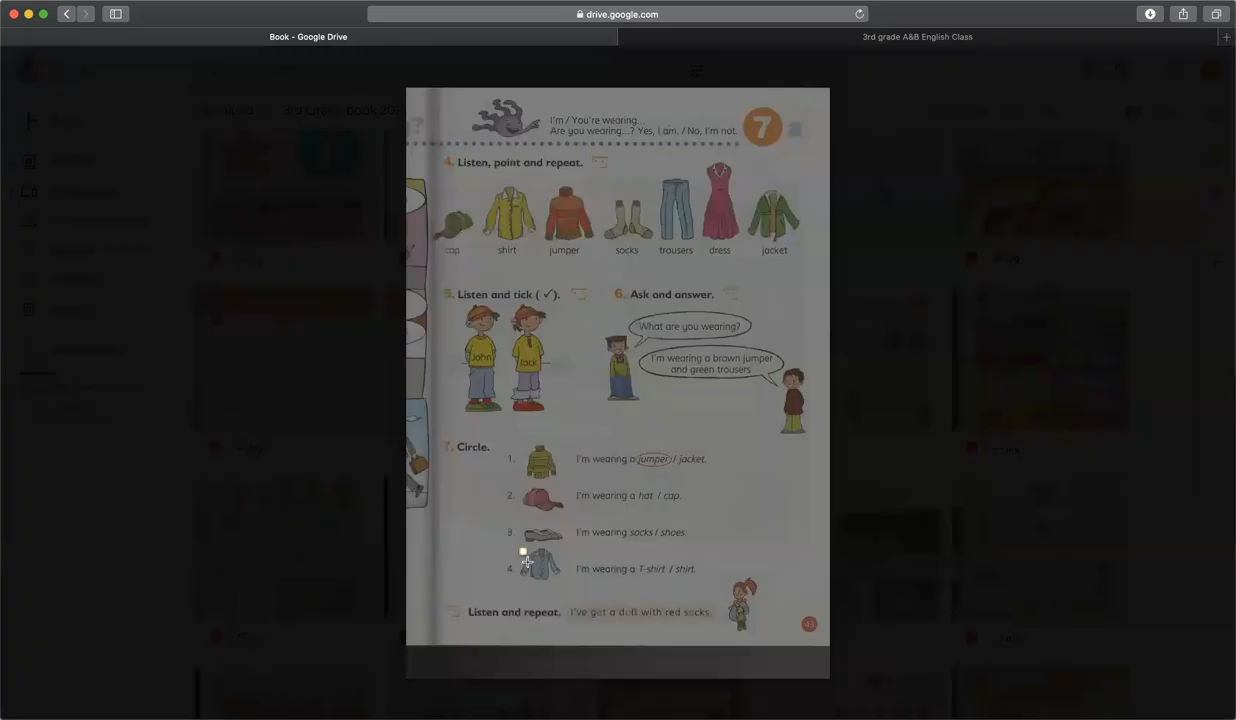 drive.google.com
Book - Google Drive
3rd grade A&B English Class
I'm / You're wearing..
Are you wearing...? Yes, I am. / No, I'm not.
7
4. Listen, point and repeat.
cap shirt jumper socks trousers dress jacket
5. Listen and tick ( ✓ ).
John
Jack
6. Ask and answer.
What are you wearing?
I'm wearing a brown jumper
and green trousers
7. Circle.
1. I'm wearing a jumper / jacket.
2. I'm wearing a hat / cap.
3. I'm wearing socks / shoes.
4. I'm wearing a T-shirt / shirt.
Listen and repeat. I've got a doll with red socks.